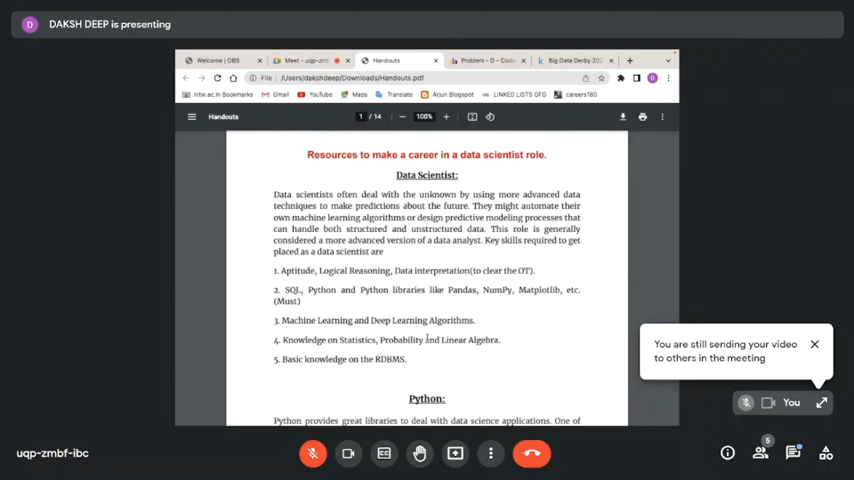 D
DAKSH DEEP is presenting
Welcome | OBS
Meet - uqp-zmb
Handouts
Problem - D - Code
Big Data Derby 202
File
/Users/dakshdeep/Downloads/Handouts.pdf
D
nitw.ac.in Bookmarks
Gmail
YouTube
Maps
Translate
Arjun Blogspot
LINKED LISTS GFG
careers180
Handouts
1 / 14
100%
Resources to make a career in a data scientist role.
Data Scientist:
Data scientists often deal with the unknown by using more advanced data
techniques to make predictions about the future. They might automate their
own machine learning algorithms or design predictive modeling processes that
can handle both structured and unstructured data. This role is generally
considered a more advanced version of a data analyst. Key skills required to get
placed as a data scientist are
1. Aptitude, Logical Reasoning, Data interpretation(to clear the OT).
2. SQL, Python and Python libraries like Pandas, NumPy, Matplotlib, etc.
(Must)
3. Machine Learning and Deep Learning Algorithms.
4. Knowledge on Statistics, Probability and Linear Algebra.
5. Basic knowledge on the RDBMS.
Python:
Python provides great libraries to deal with data science applications. One of
You are still sending your video
to others in the meeting
You
uqp-zmbf-ibc
5